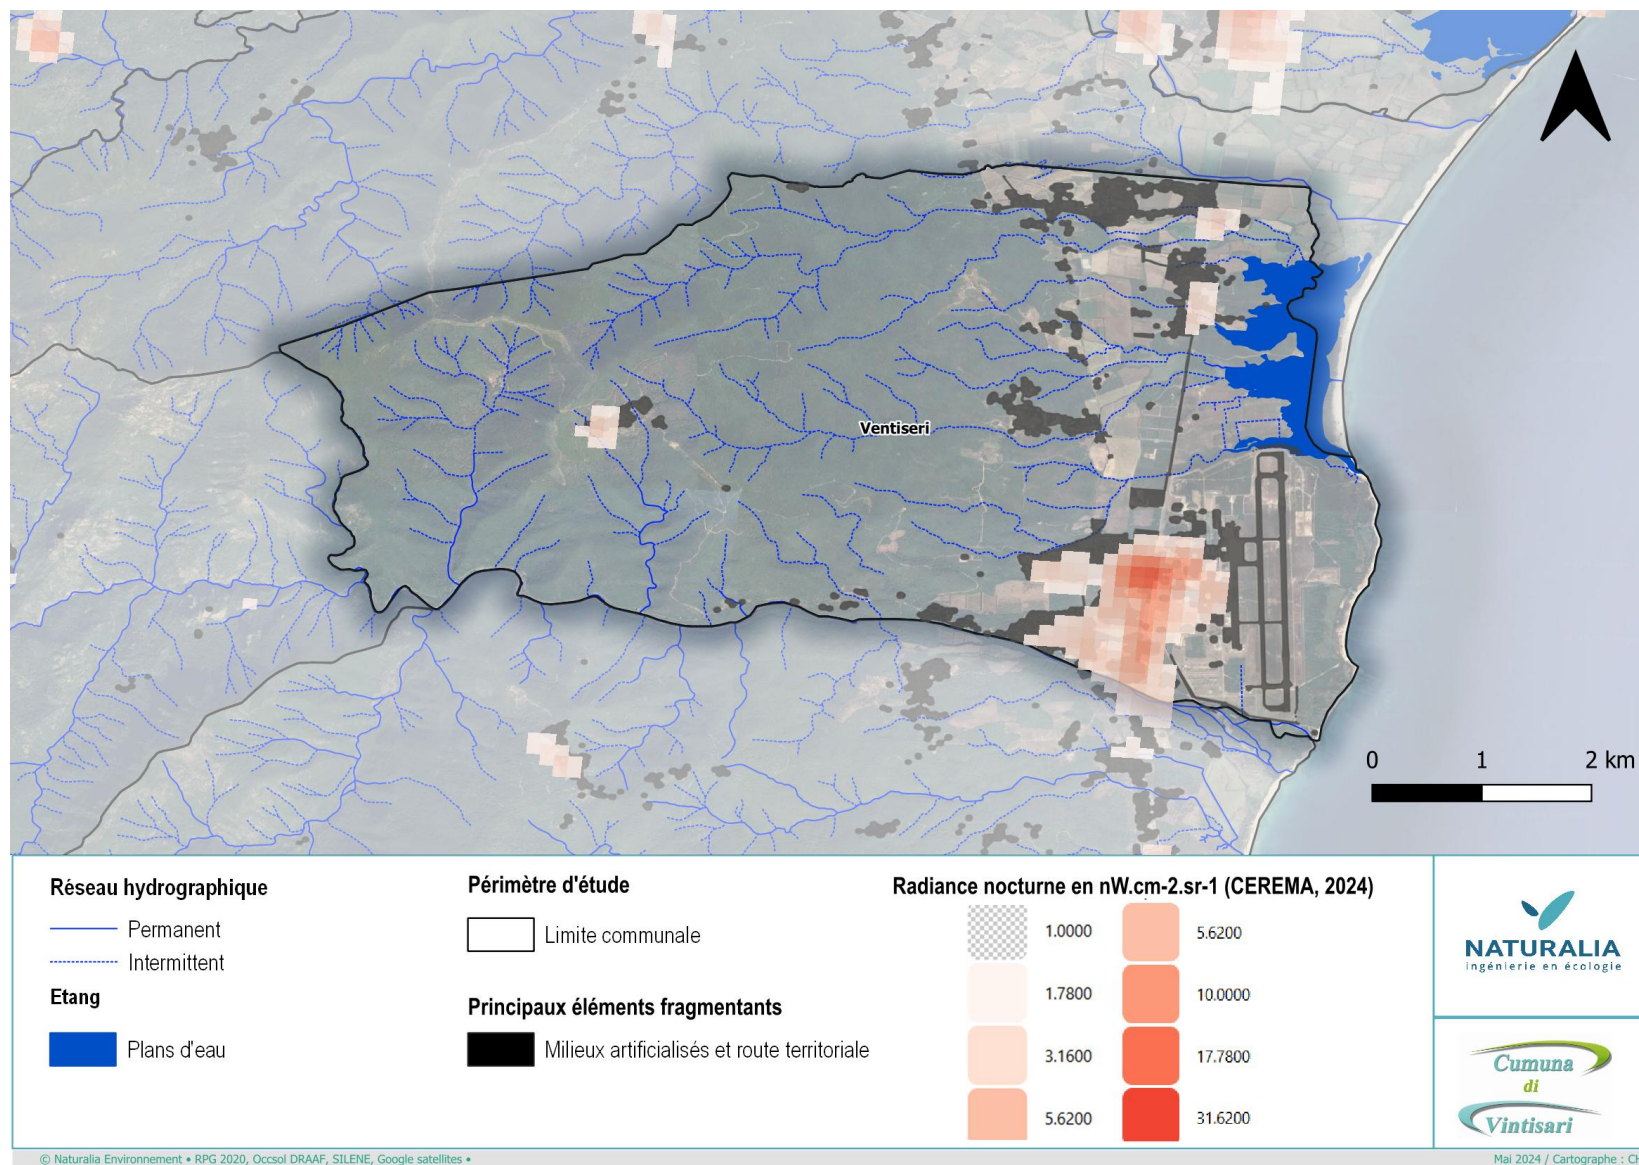 Ventiseri
0 1 2 km
Réseau hydrographique
Permanent
Intermittent
Etang
Plans d'eau
Périmètre d'étude
Limite communale
Principaux éléments fragmentants
Milieux artificialisés et route territoriale
Radiance nocturne en nW.cm-2.sr-1 (CEREMA, 2024)
1.0000
1.7800
3.1600
5.6200
5.6200
10.0000
17.7800
31.6200
NATURALIA
ingénierie en écologie
Cumuna
di
Vintisari
© Naturalia Environnement • RPG 2020, Occsol DRAAF, SILENE, Google satellites •
Mai 2024 / Cartographe : CH